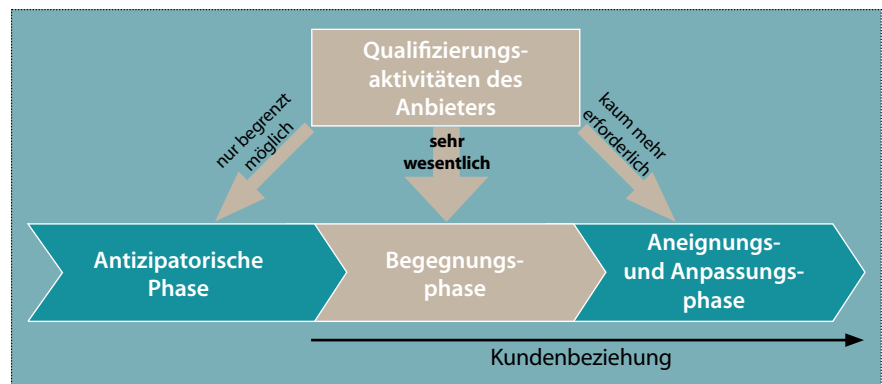 Qualifizierungs-
aktivitäten des
Anbieters
nur begrenzt
möglich
sehr
wesentlich
kaum mehr
erforderlich
Antizipatorische
Phase
Begegnungs-
phase
Aneignungs-
und Anpassungs-
phase
Kundenbeziehung